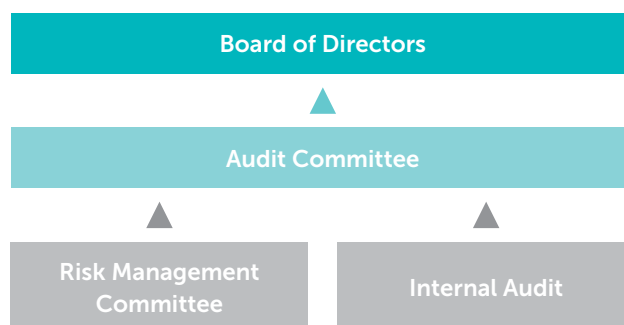 Board of Directors
Audit Committee
Risk Management
Committee
Internal Audit